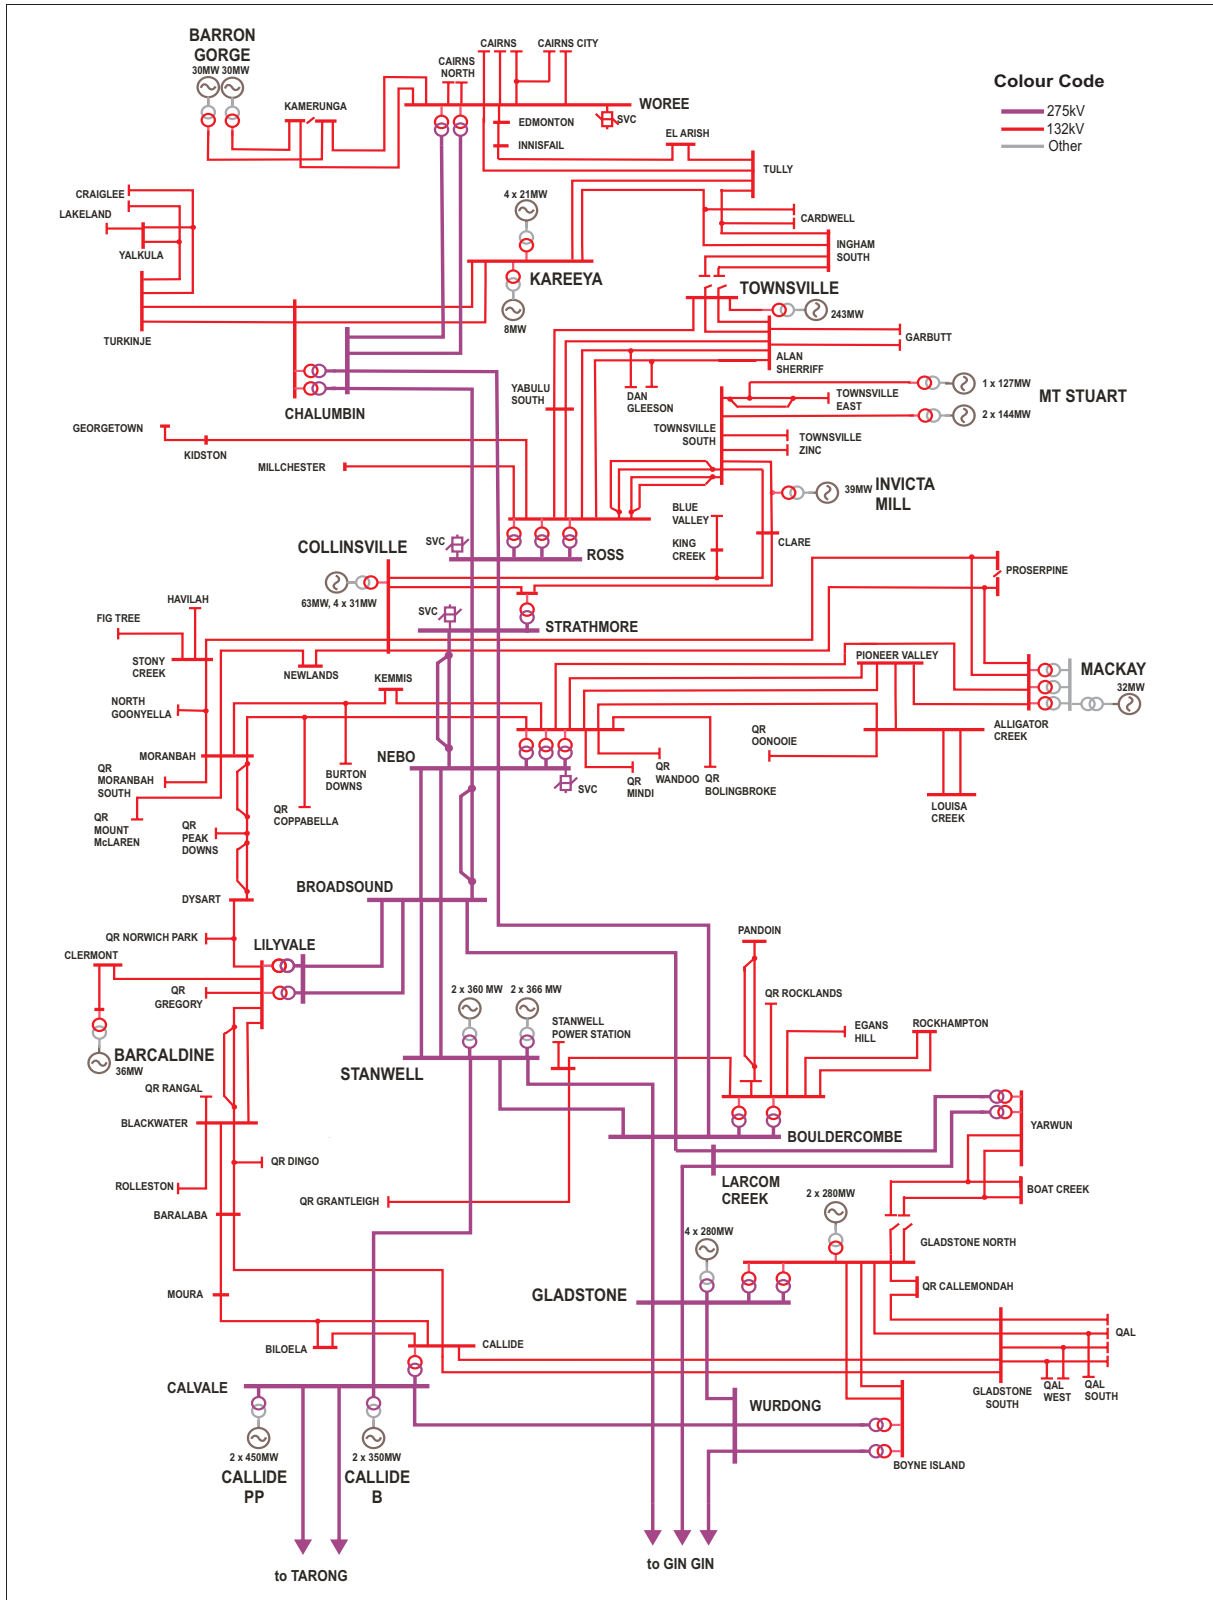 BARRON
GORGE
30MW 30MW
KAMERUNGA
CAIRNS
NORTH
CAIRNS
CAIRNS CITY
WOREE
SVC
EDMONTON
INNISFAIL
EL ARISH
TULLY
Colour Code
275kV
132kV
Other
CRAIGLEE
LAKELAND
YALKULA
TURKINJE
4 x 21MW
KAREEYA
8MW
CARDWELL
INGHAM
SOUTH
TOWNSVILLE
243MW
GARBUTT
ALAN
SHERRIFF
CHALUMBIN
YABULU
SOUTH
DAN
GLEESON
TOWNSVILLE
SOUTH
TOWNSVILLE
EAST
1 x 127MW
MT STUART
2 x 144MW
TOWNSVILLE
ZINC
GEORGETOWN
KIDSTON
MILLCHESTER
39MW
INVICTA
MILL
BLUE
VALLEY
KING
CREEK
CLARE
SVC
ROSS
COLLINSVILLE
63MW, 4 x 31MW
PROSERPINE
SVC
STRATHMORE
HAVILAH
FIG TREE
STONY
CREEK
NEWLANDS
KEMMIS
PIONEER VALLEY
MACKAY
32MW
ALLIGATOR
CREEK
NORTH
GOONYELLA
MORANBAH
QR
MORANBAH
SOUTH
QR
MOUNT
McLAREN
QR
PEAK
DOWNS
BURTON
DOWNS
QR
COPPABELLA
NEBO
SVC
QR
MINDI
QR
WANDOO
QR
BOLINGBROKE
QR
OONOOIE
LOUISA
CREEK
DYSART
BROADSOUND
QR NORWICH PARK
LILYVALE
CLERMONT
QR
GREGORY
BARCALDINE
36MW
2 x 360 MW
2 x 366 MW
STANWELL
POWER STATION
STANWELL
PANDOIN
QR ROCKLANDS
EGANS
HILL
ROCKHAMPTON
QR RANGAL
BLACKWATER
BOULDERCOMBE
YARWUN
QR DINGO
ROLLESTON
BARALABA
QR GRANTLEIGH
LARCOM
CREEK
BOAT CREEK
2 x 280MW
4 x 280MW
GLADSTONE NORTH
QR CALLEMONDAH
MOURA
GLADSTONE
BILOELA
CALLIDE
QAL
CALVALE
WURDONG
GLADSTONE
SOUTH
QAL
WEST
QAL
SOUTH
2 x 450MW
2 x 350MW
CALLIDE
PP
CALLIDE
B
BOYNE ISLAND
to TARONG
to GIN GIN